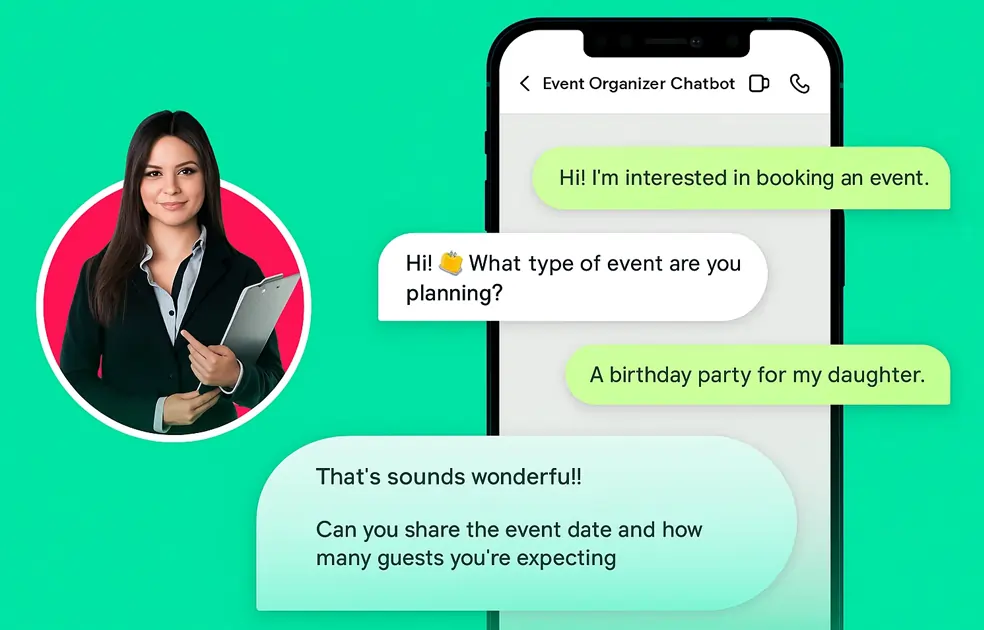 Event Organizer Chatbot
Hi! I'm interested in booking an event.
Hi! What type of event are you
planning?
A birthday party for my daughter.
That's sounds wonderful!!
Can you share the event date and how
many guests you're expecting